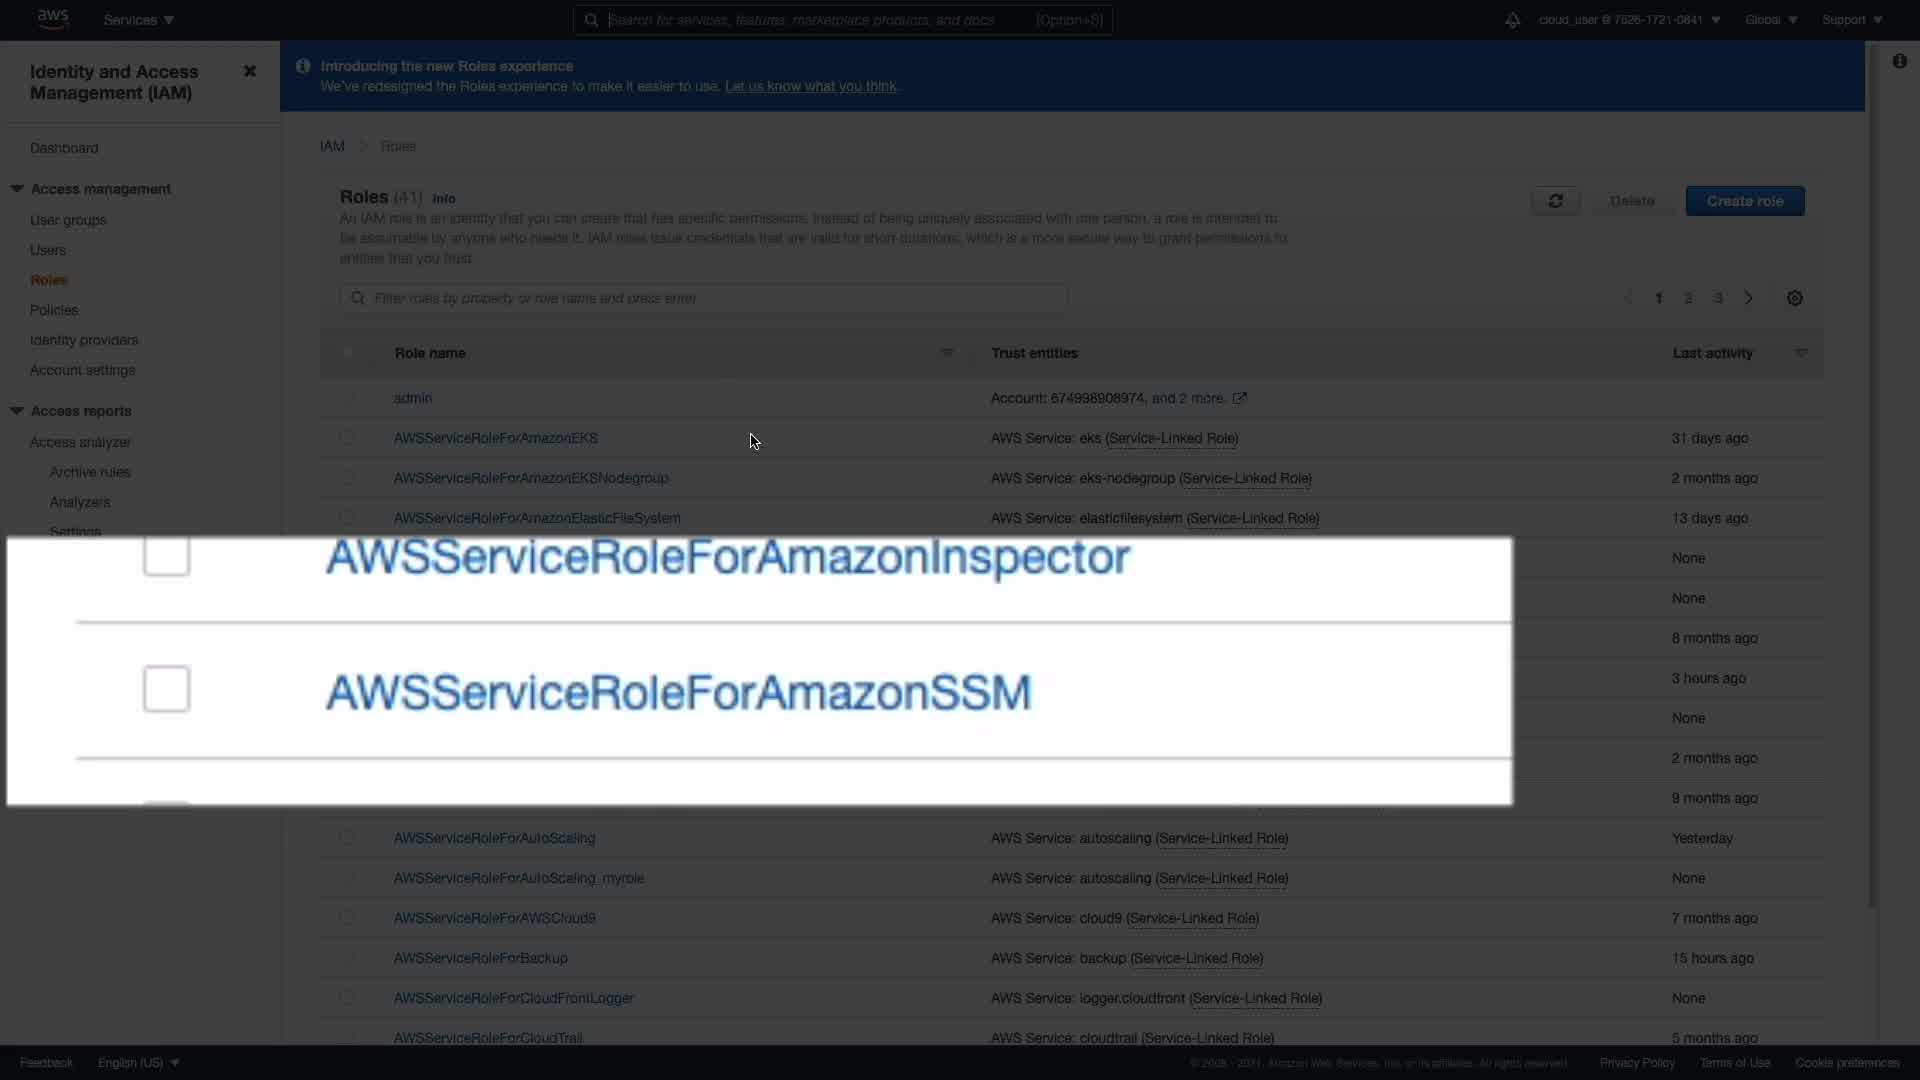 aws
Services
Search for services, features, marketplace products, and docs
[Option+S]
cloud_user @ 7626-1721-0841
Global
Support
Identity and Access
Management (IAM)
Dashboard
Access management
User groups
Users
Roles
Policies
Identity providers
Account settings
Access reports
Access analyzer
Archive rules
Analyzers
Settings
Introducing the new Roles experience
We've redesigned the Roles experience to make it easier to use. Let us know what you think.
IAM > Roles
Roles (41) Info
An IAM role is an identity that you can create that has specific permissions. Instead of being uniquely associated with one person, a role is intended to
be assumable by anyone who needs it. IAM roles issue credentials that are valid for short durations, which is a more secure way to grant permissions to
entities that you trust.
Delete
Create role
Filter roles by property or role name and press enter
1 2 3
Role name Trust entities Last activity
admin Account: 674998908974, and 2 more.
AWSServiceRoleForAmazonEKS AWS Service: eks (Service-Linked Role) 31 days ago
AWSServiceRoleForAmazonEKSNodegroup AWS Service: eks-nodegroup (Service-Linked Role) 2 months ago
AWSServiceRoleForAmazonElasticFileSystem AWS Service: elasticfilesystem (Service-Linked Role) 13 days ago
AWSServiceRoleForAmazonInspector
AWSServiceRoleForAmazonSSM
None
None
8 months ago
3 hours ago
None
2 months ago
9 months ago
AWSServiceRoleForAutoScaling AWS Service: autoscaling (Service-Linked Role) Yesterday
AWSServiceRoleForAutoScaling_myrole AWS Service: autoscaling (Service-Linked Role) None
AWSServiceRoleForAWSCloud9 AWS Service: cloud9 (Service-Linked Role) 7 months ago
AWSServiceRoleForBackup AWS Service: backup (Service-Linked Role) 15 hours ago
AWSServiceRoleForCloudFrontLogger AWS Service: logger.cloudfront (Service-Linked Role) None
AWSServiceRoleForCloudTrail AWS Service: cloudtrail (Service-Linked Role) 5 months ago
Feedback
English (US)
© 2008 - 2021, Amazon Web Services, Inc. or its affiliates. All rights reserved.
Privacy Policy
Terms of Use
Cookie preferences